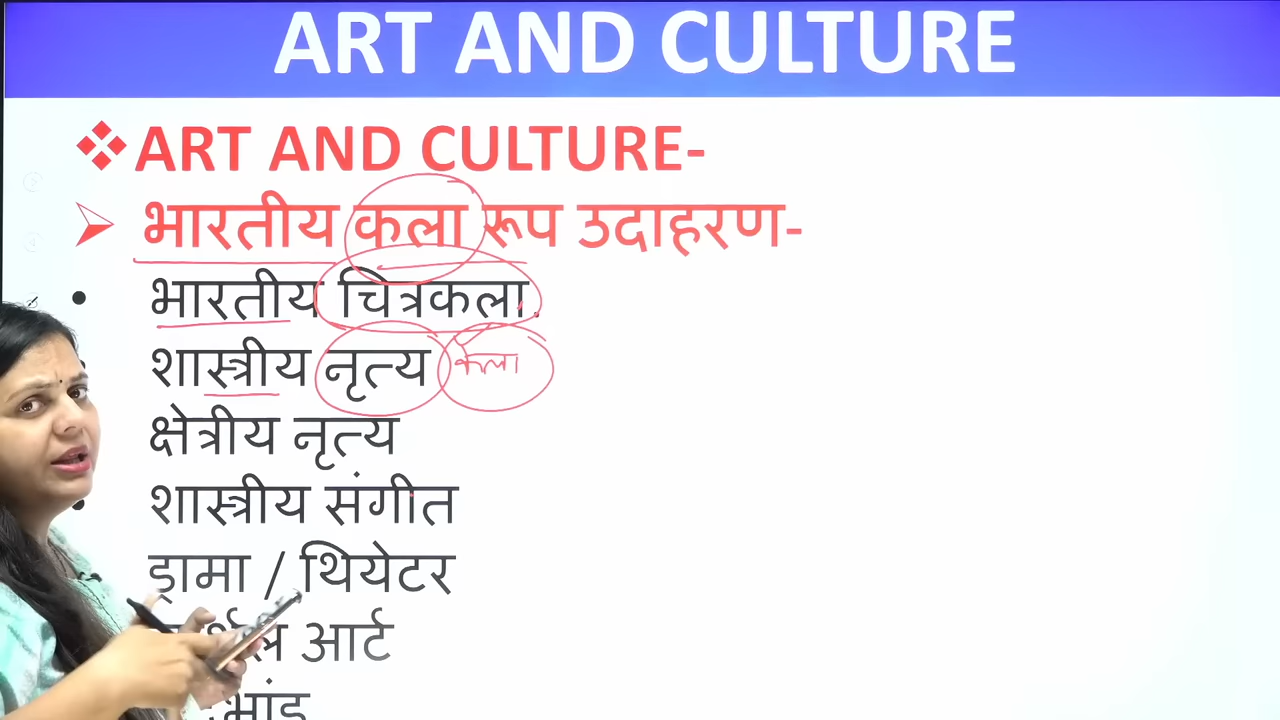 ART AND CULTURE
ART AND CULTURE-
भारतीय कला रूप उदाहरण-
भारतीय चित्रकला.
शास्त्रीय नृत्य कला
क्षेत्रीय नृत्य
शास्त्रीय संगीत
ड्रामा / थियेटर
आर्ट